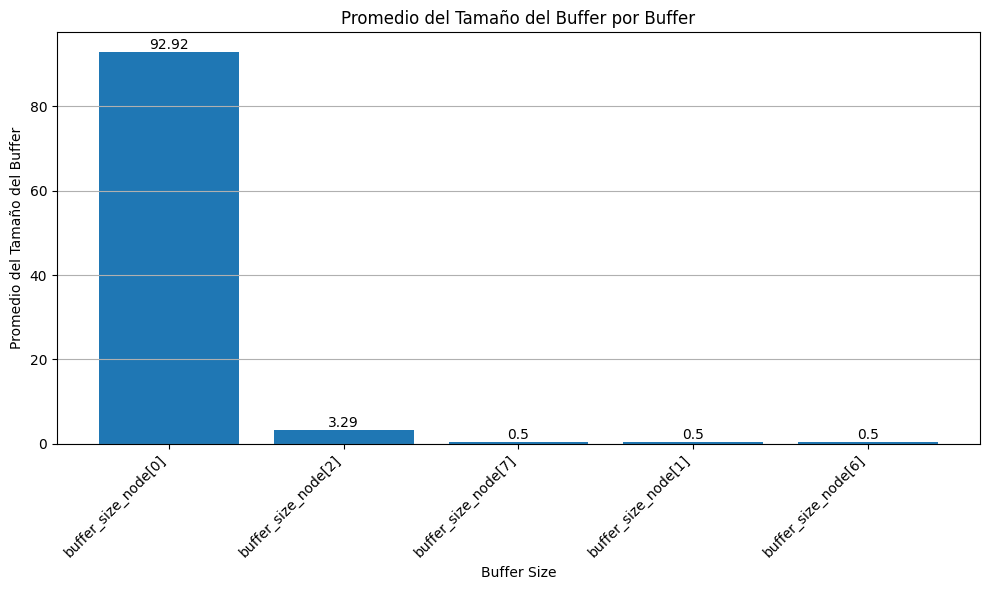 Promedio del Tamaño del Buffer por Buffer
Promedio del Tamaño del Buffer
80
60
40
20
0
92.92
3.29
0.5
0.5
0.5
buffer_size_node[0]
buffer_size_node[2]
buffer_size_node[7]
buffer_size_node[1]
buffer_size_node[6]
Buffer Size